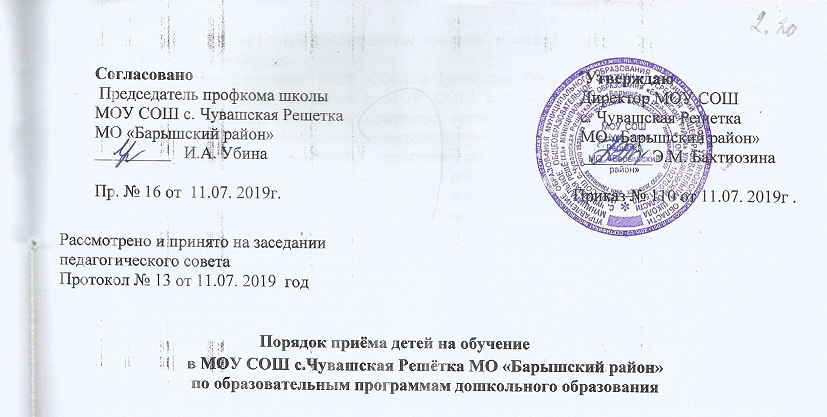 2.20
Согласовано
Председатель профкома школы
МОУ СОШ с. Чувашская Решетка
МО «Барышский район»
И.А. Убина
Пр. № 16 от 11.07. 2019г.
Утверждаю
Директор МОУ СОШ
с. Чувашская Решетка
МО «Барышский район»
Э.М. Бахтиозина
Приказ № 110 от 11.07. 2019г .
МОУ СОШ
Рассмотрено и принято на заседании
педагогического совета
Протокол № 13 от 11.07. 2019 год
Порядок приёма детей на обучение
в МОУ СОШ с.Чувашская Решётка МО «Барышский район»
по образовательным программам дошкольного образования